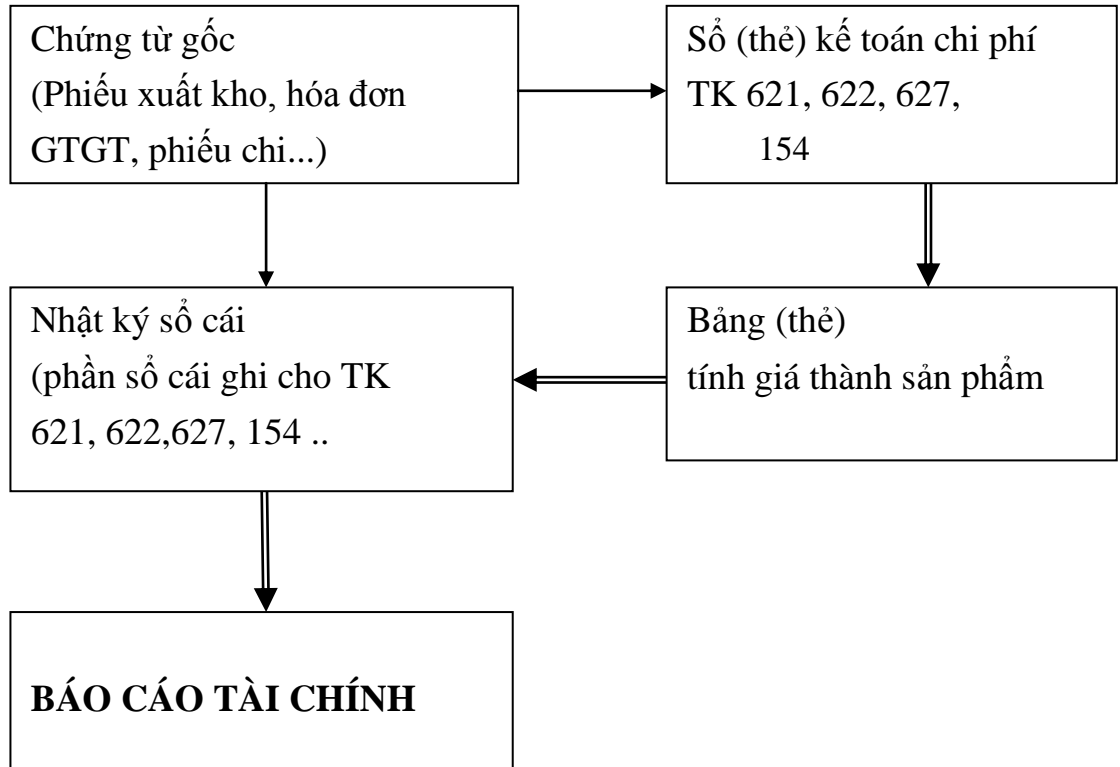 Chứng từ gốc
(Phiếu xuất kho, hóa đơn
GTGT, phiếu chi...)
Sổ (thẻ) kế toán chi phí
TK 621, 622, 627,
154
Nhật ký sổ cái
(phần sổ cái ghi cho TK
621, 622,627, 154 ..
Bảng (thẻ)
tính giá thành sản phẩm
BÁO CÁO TÀI CHÍNH